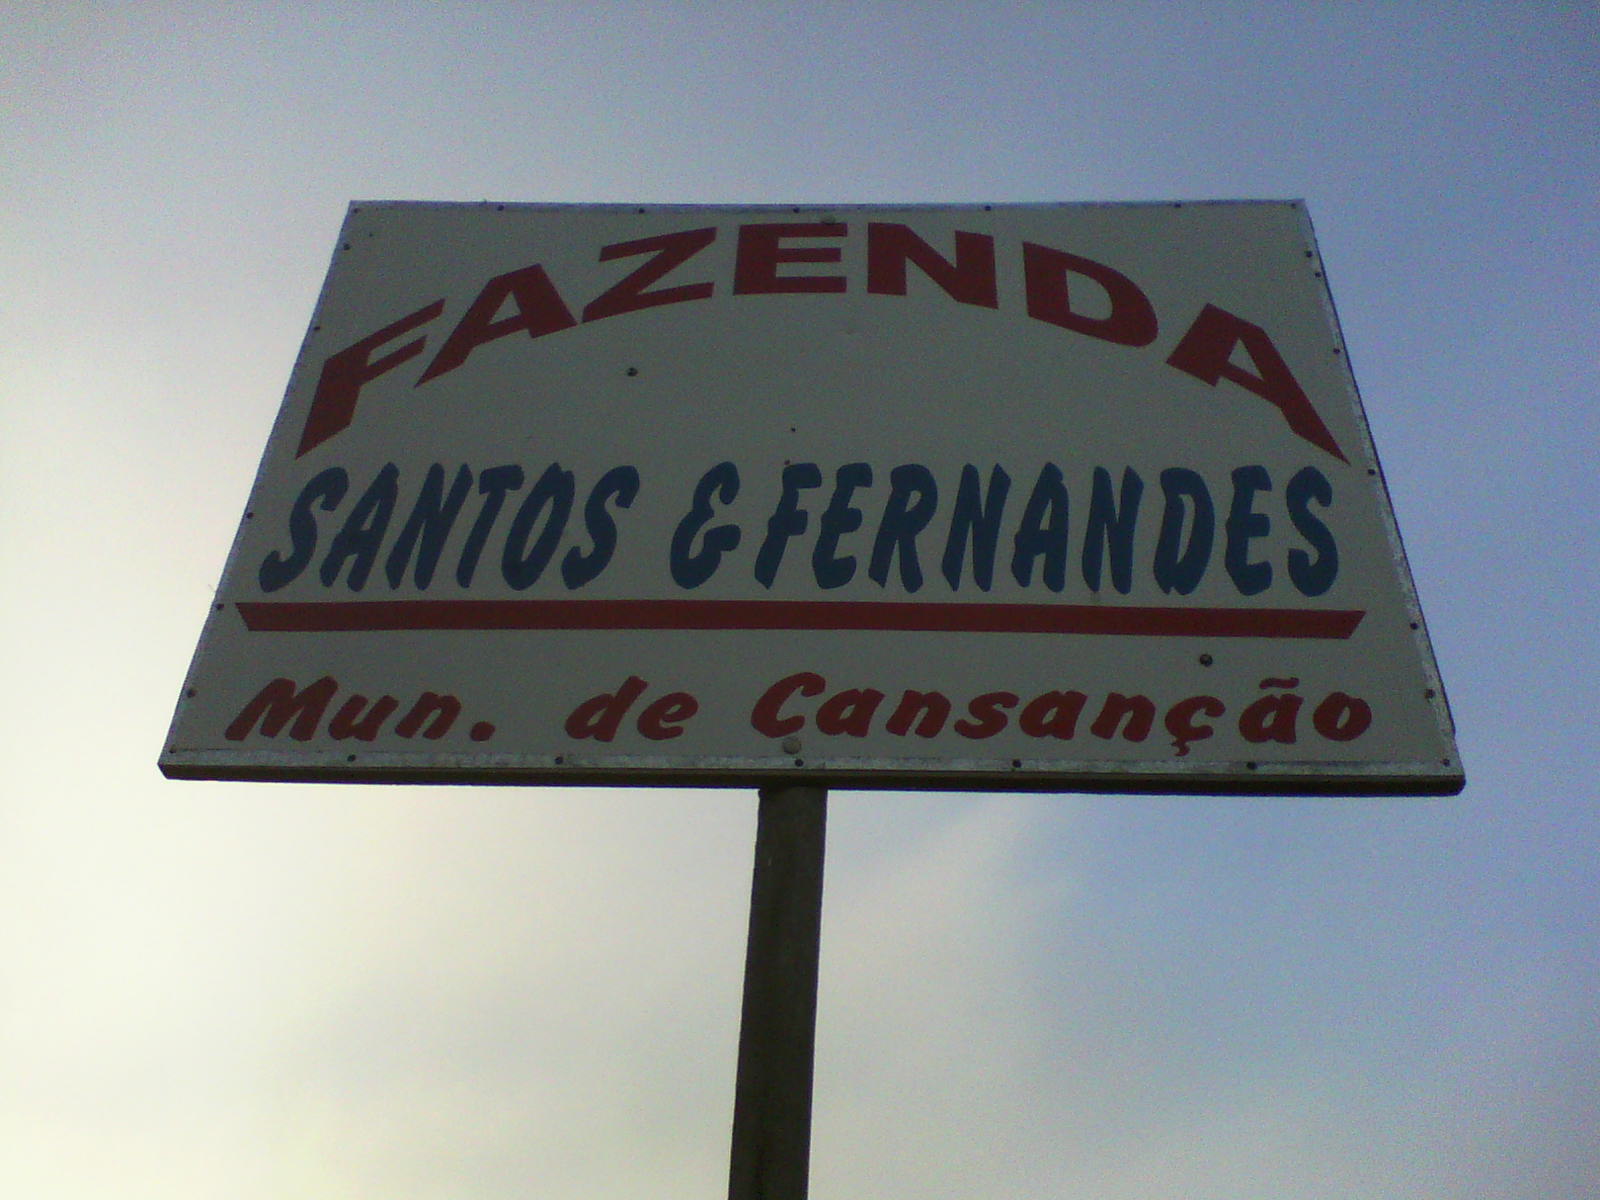 FAZENDA
SANTOS & FERNANDES
Mun. de Cansanção